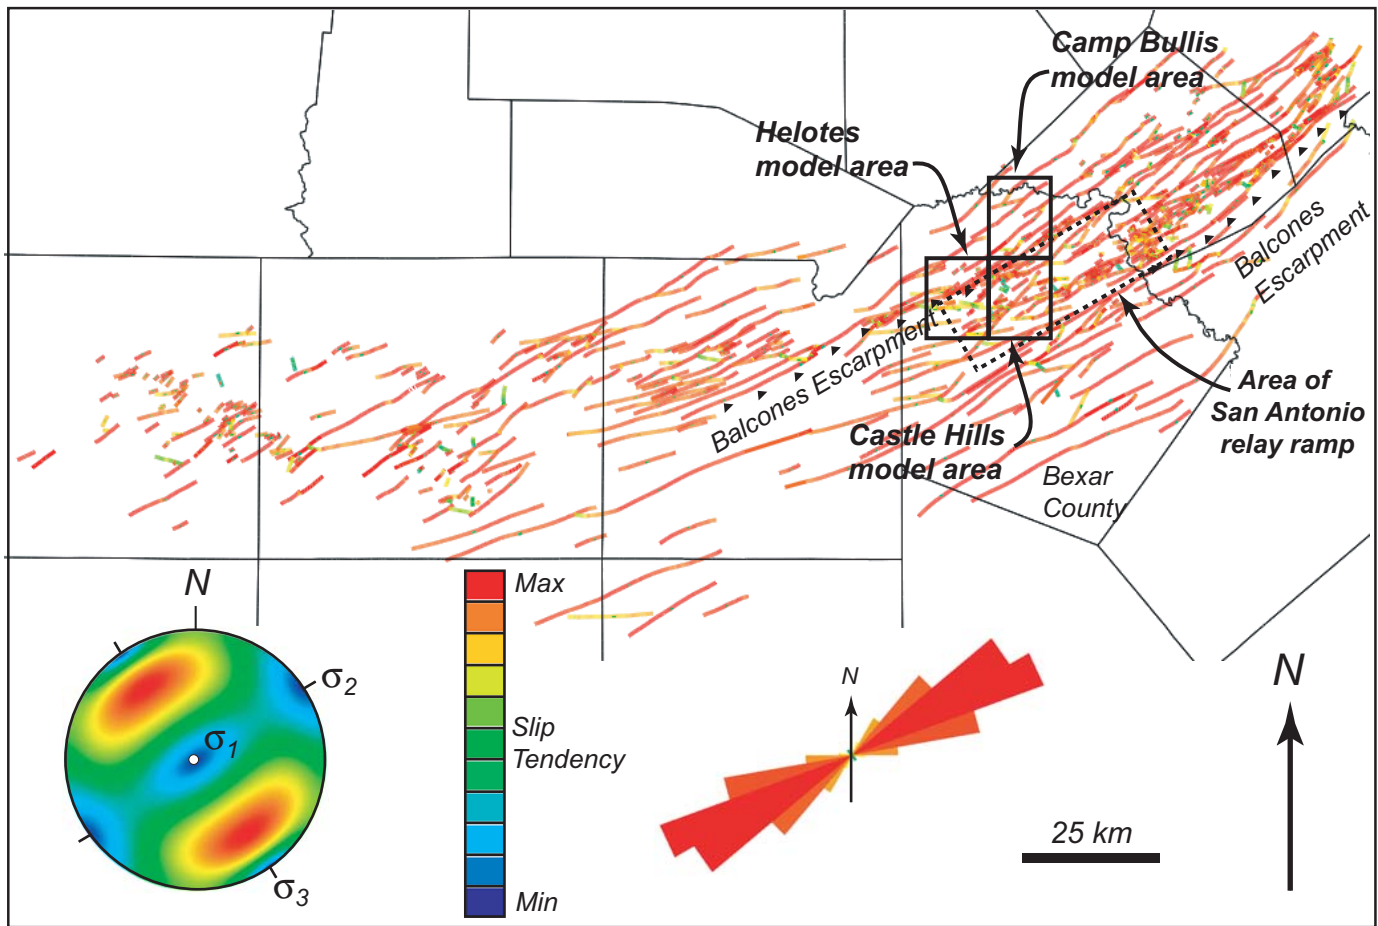 Camp Bullis
model area
Helotes
model area
Balcones
Escarpment
Balcones Escarpment
Area of
San Antonio
relay ramp
Castle Hills
model area
Bexar
County
N
σ2
σ1
σ3
Max
Slip
Tendency
Min
N
25 km
N